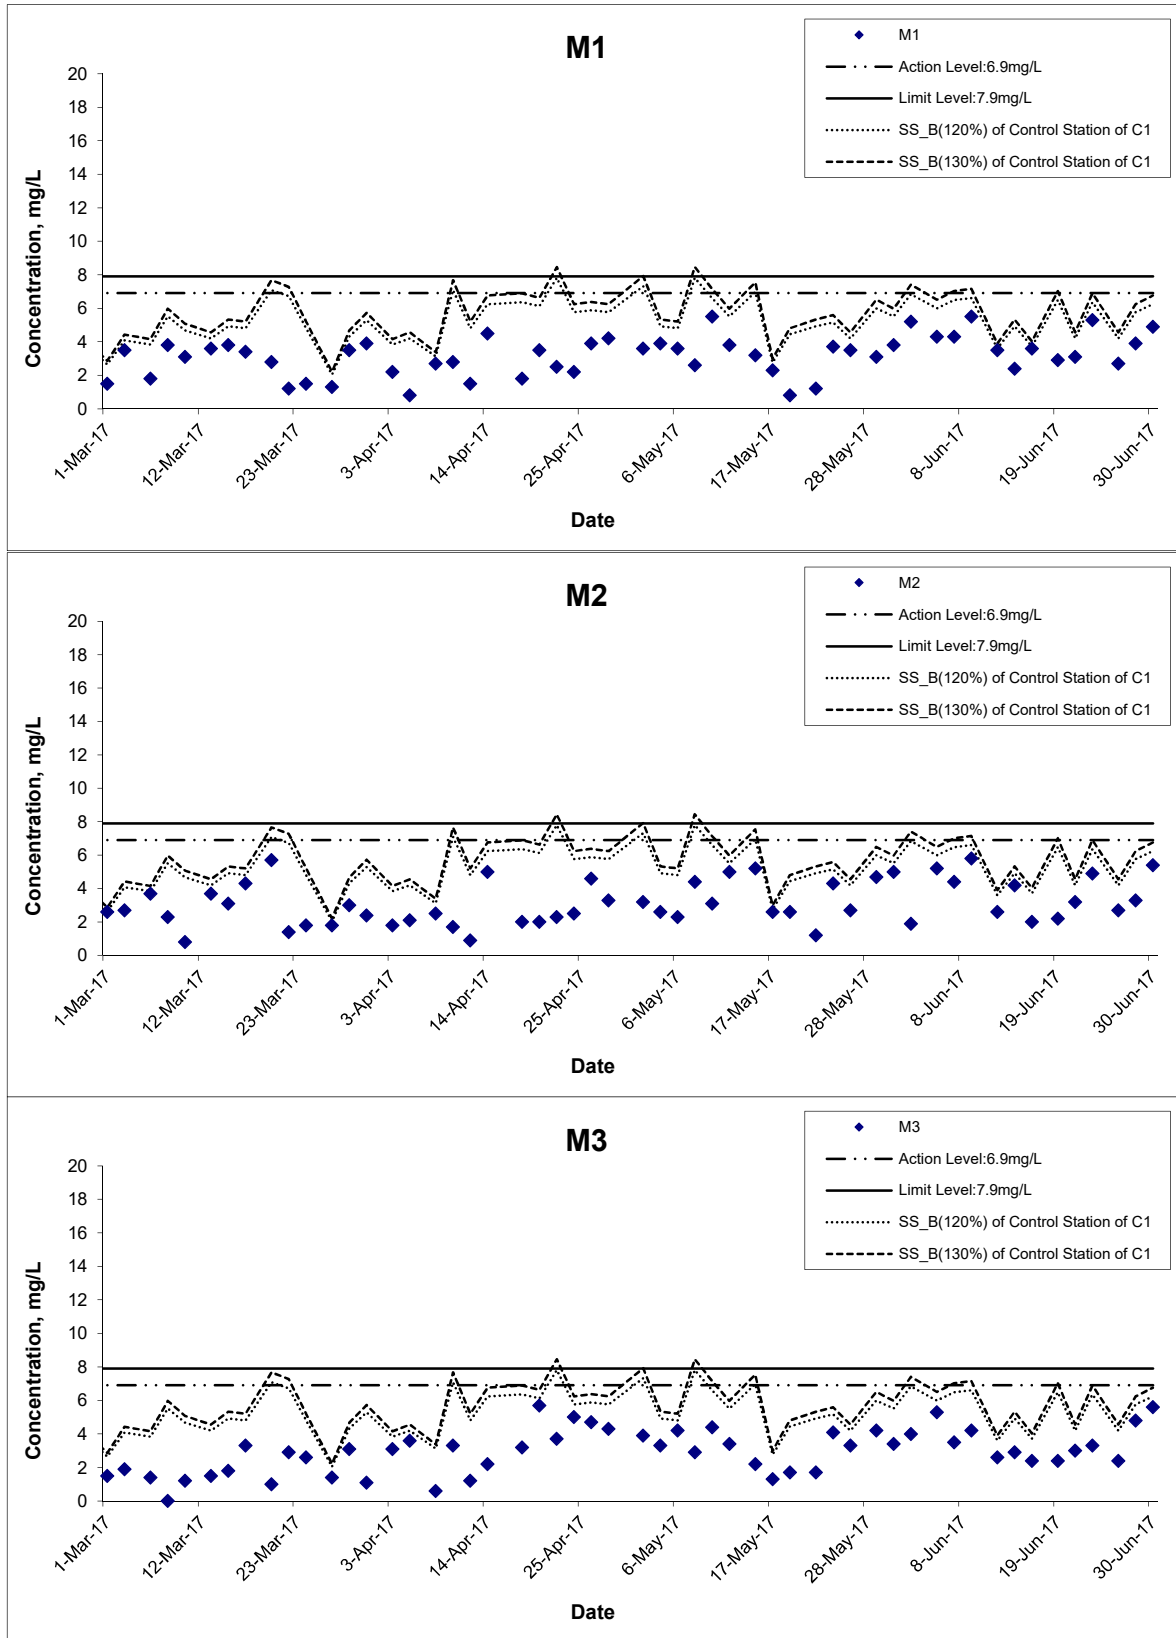 M1
M1
Action Level:6.9mg/L
Limit Level:7.9mg/L
SS_B(120%) of Control Station of C1
SS_B(130%) of Control Station of C1
Concentration, mg/L
20
18
16
14
12
10
8
6
4
2
0
1-Mar-17
12-Mar-17
23-Mar-17
3-Apr-17
14-Apr-17
25-Apr-17
6-May-17
17-May-17
28-May-17
8-Jun-17
19-Jun-17
30-Jun-17
Date
M2
M2
Action Level:6.9mg/L
Limit Level:7.9mg/L
SS_B(120%) of Control Station of C1
SS_B(130%) of Control Station of C1
Concentration, mg/L
20
18
16
14
12
10
8
6
4
2
0
1-Mar-17
12-Mar-17
23-Mar-17
3-Apr-17
14-Apr-17
25-Apr-17
6-May-17
17-May-17
28-May-17
8-Jun-17
19-Jun-17
30-Jun-17
Date
M3
M3
Action Level:6.9mg/L
Limit Level:7.9mg/L
SS_B(120%) of Control Station of C1
SS_B(130%) of Control Station of C1
Concentration, mg/L
20
18
16
14
12
10
8
6
4
2
0
1-Mar-17
12-Mar-17
23-Mar-17
3-Apr-17
14-Apr-17
25-Apr-17
6-May-17
17-May-17
28-May-17
8-Jun-17
19-Jun-17
30-Jun-17
Date